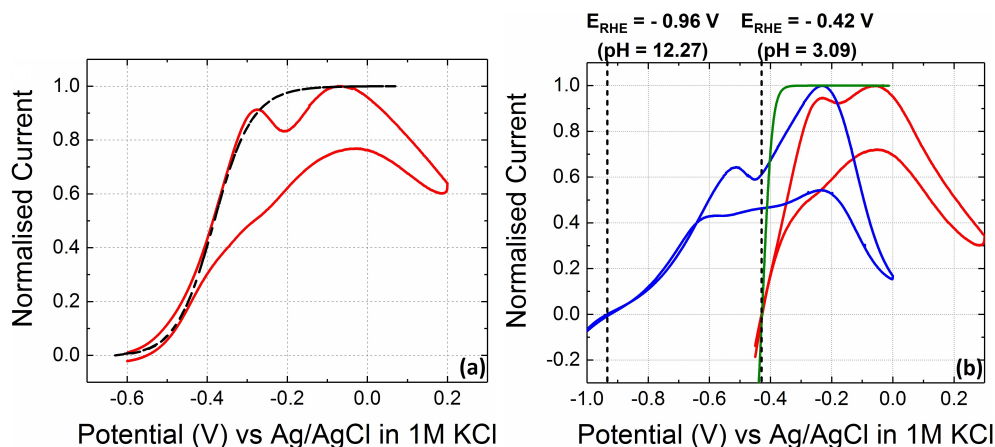 E_RHE = - 0.96 V E_RHE = - 0.42 V
(pH = 12.27) (pH = 3.09)
Normalised Current
1.0
0.8
0.6
0.4
0.2
0.0
-0.6 -0.4 -0.2 0.0 0.2
(a)
Potential (V) vs Ag/AgCl in 1M KCl
Normalised Current
1.0
0.8
0.6
0.4
0.2
0.0
-0.2
-1.0 -0.8 -0.6 -0.4 -0.2 0.0 0.2
(b)
Potential (V) vs Ag/AgCl in 1M KCl